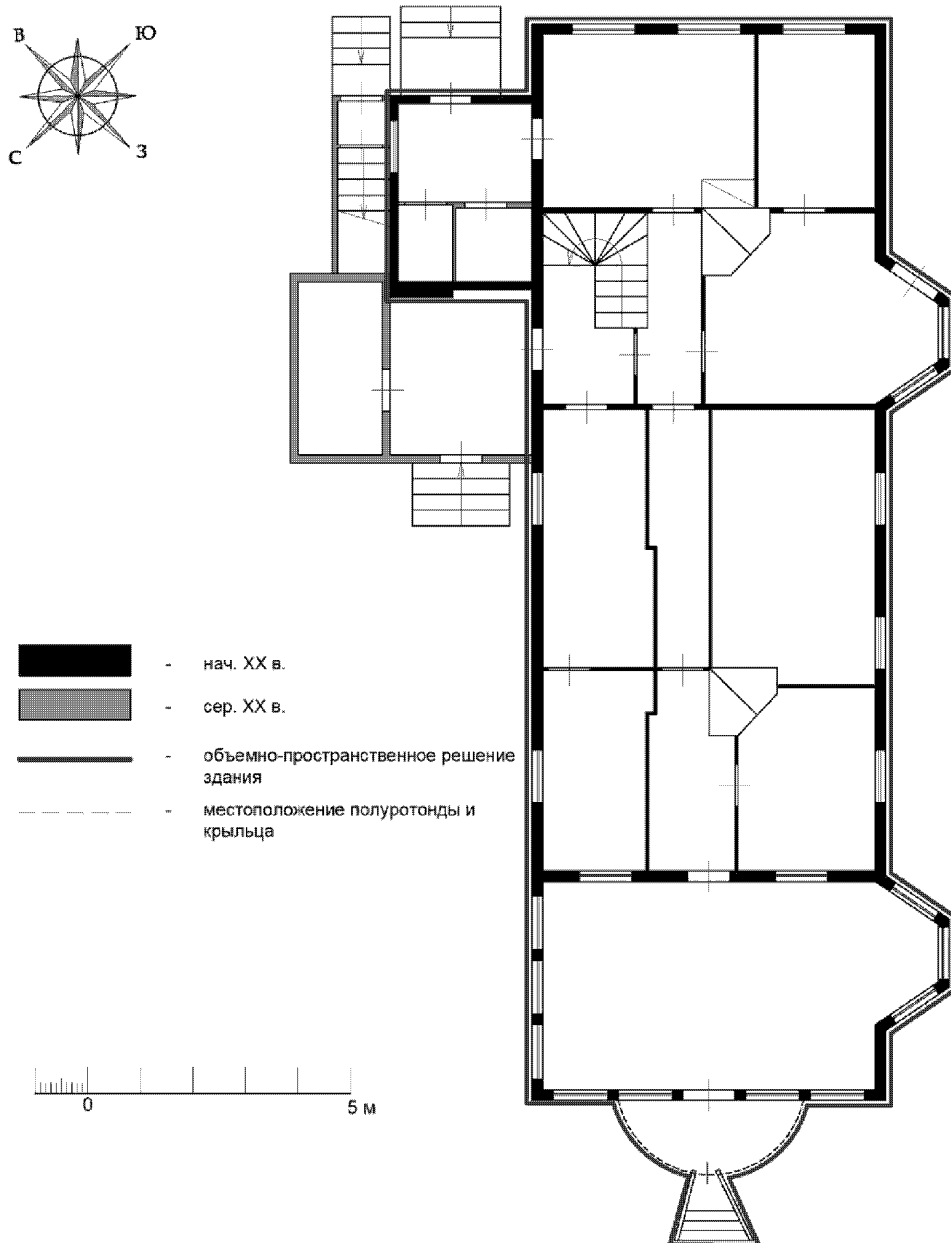 В Ю
С З
- нач. XX в.
- сер. XX в.
- объемно-пространственное решение
здания
- местоположение полуротонды и
крыльца
0 5 м